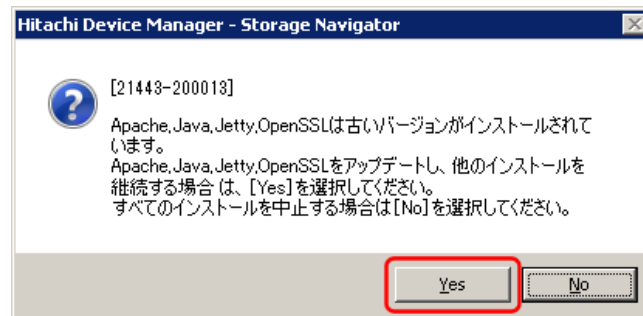 Hitachi Device Manager - Storage Navigator
[21443-200013]
Apache,Java,Jetty,OpenSSLは古いバージョンがインストールされて
います。
Apache,Java,Jetty,OpenSSLをアップデートし、他のインストールを
継続する場合 は、[Yes]を選択してください。
すべてのインストールを中止する場合は[No]を選択してください。
Yes
No